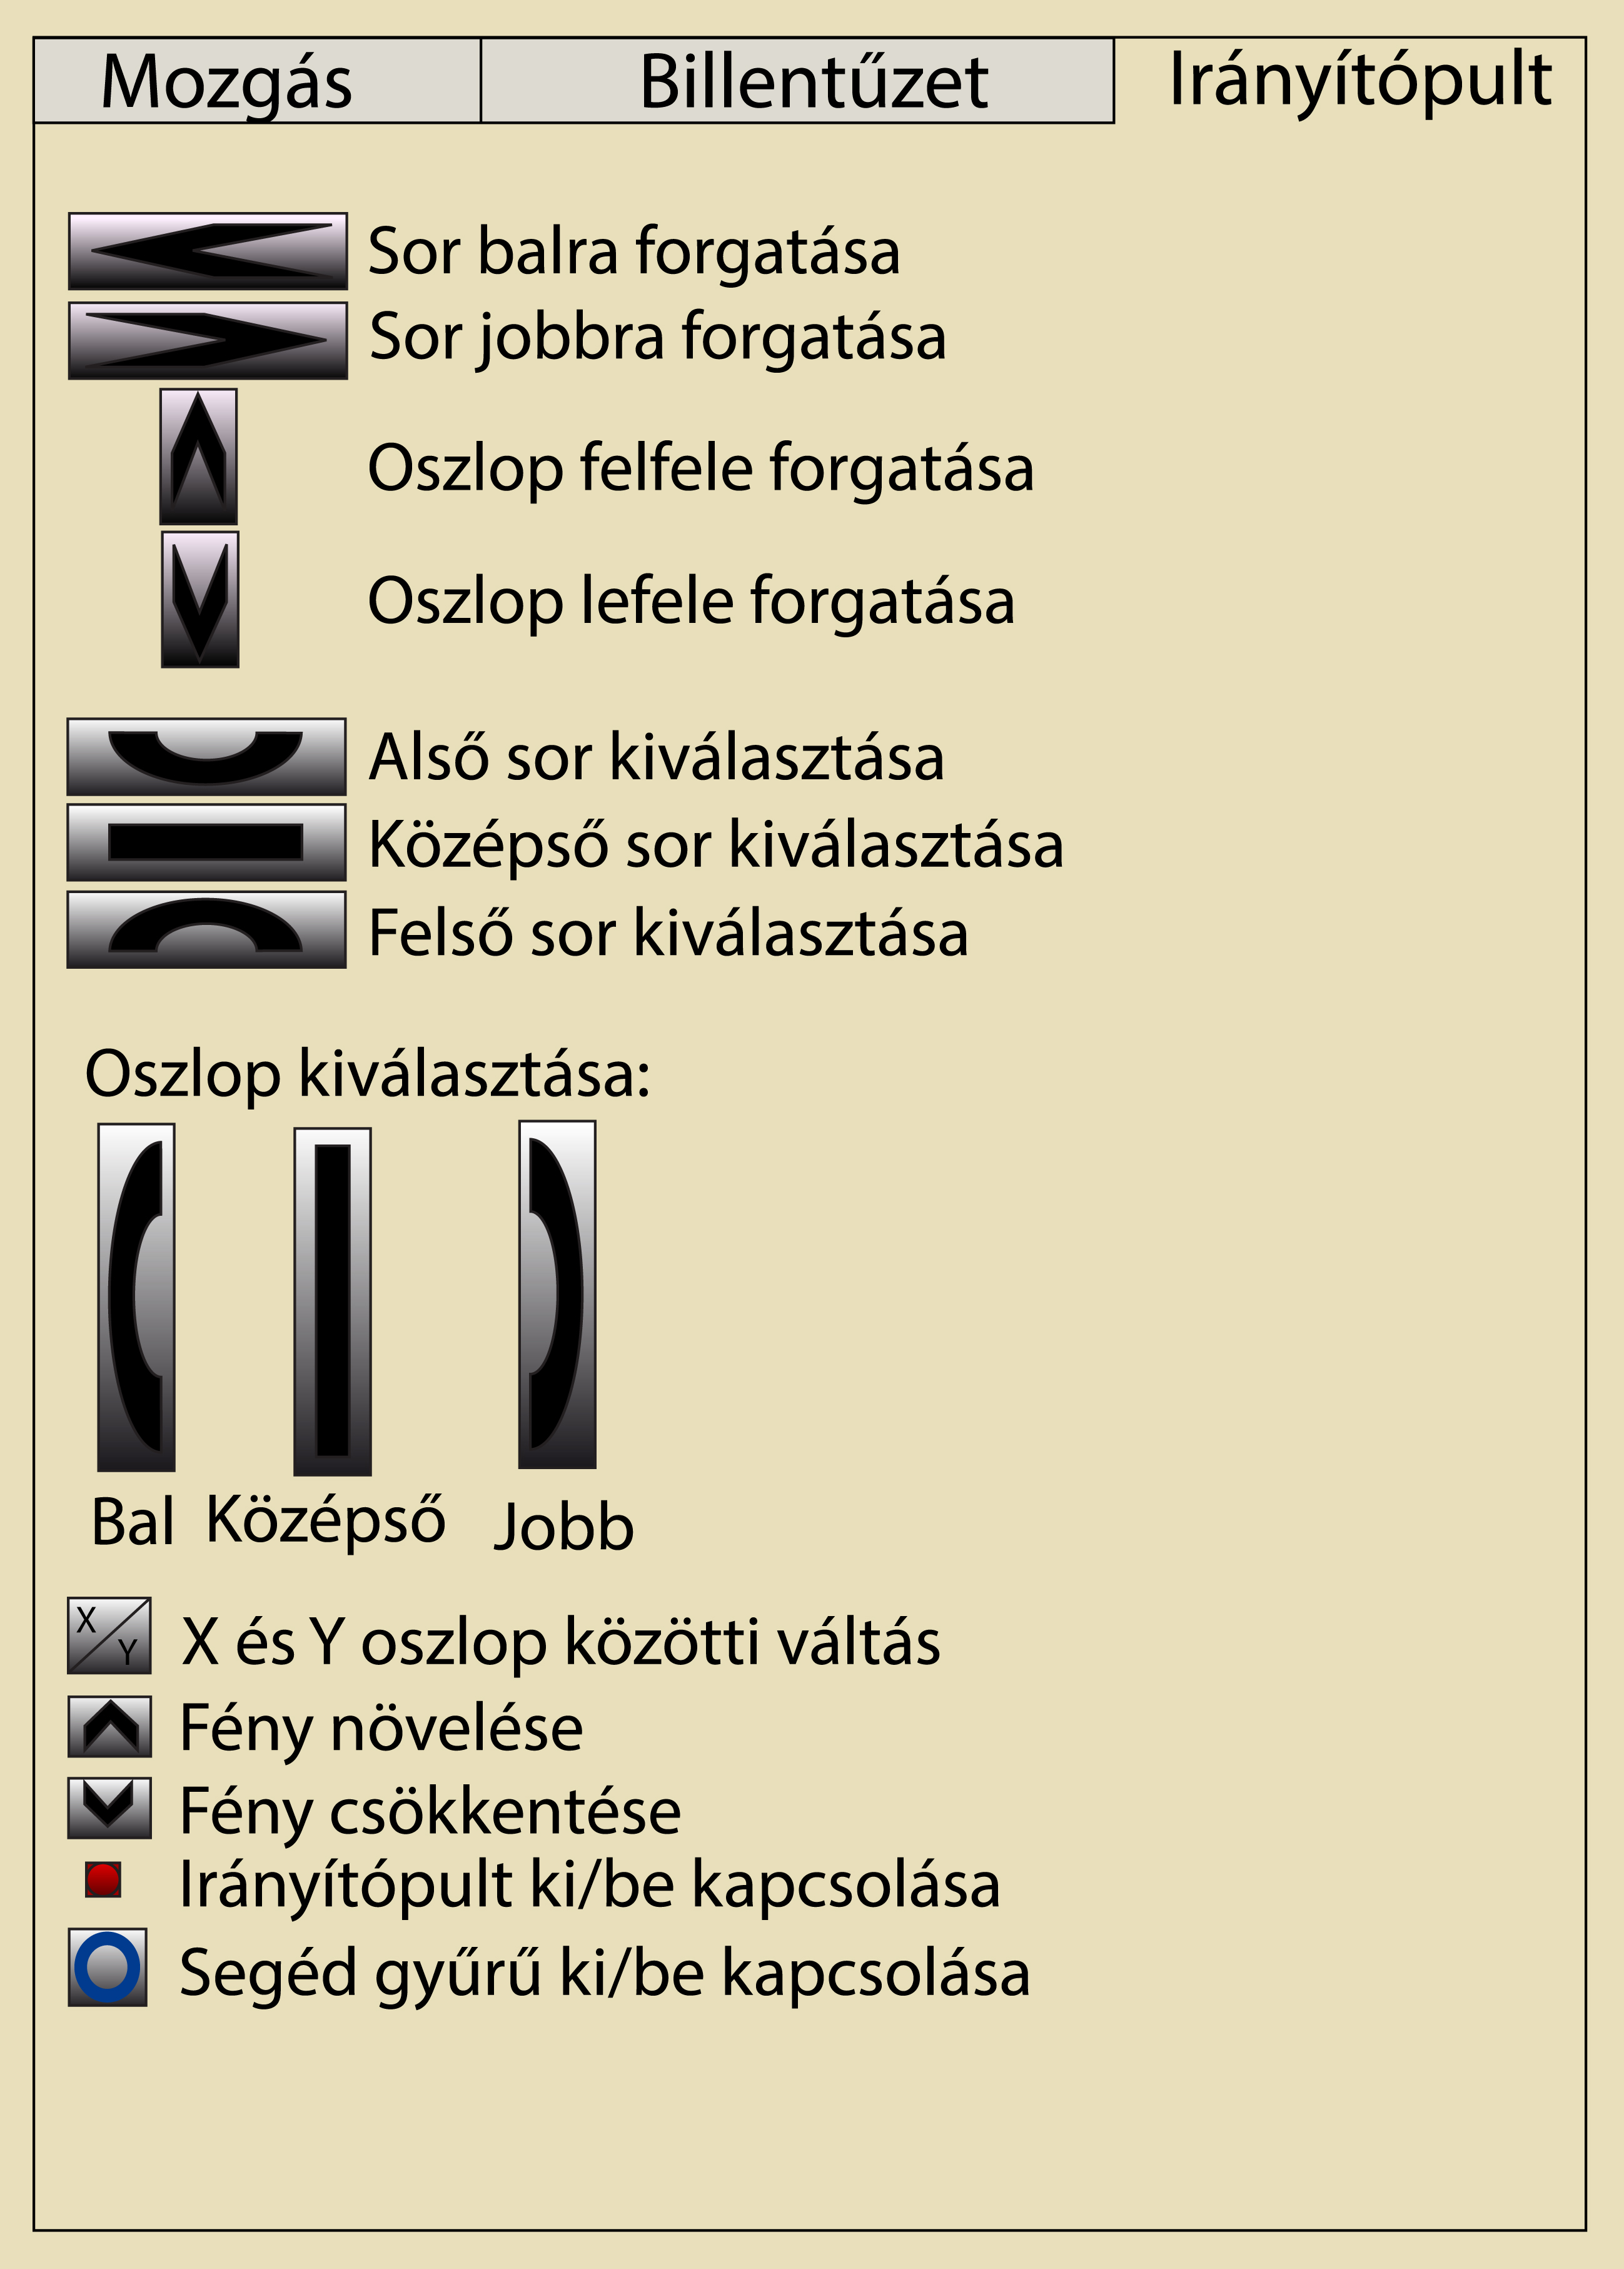 Mozgás Billentűzet Irányítópult
Sor balra forgatása
Sor jobbra forgatása
Oszlop felfele forgatása
Oszlop lefele forgatása
Alső sor kiválasztása
Középső sor kiválasztása
Felső sor kiválasztása
Oszlop kiválasztása:
Bal Középső Jobb
X/Y X és Y oszlop közötti váltás
Fény növelése
Fény csökkentése
Irányítópult ki/be kapcsolása
Segéd gyűrű ki/be kapcsolása